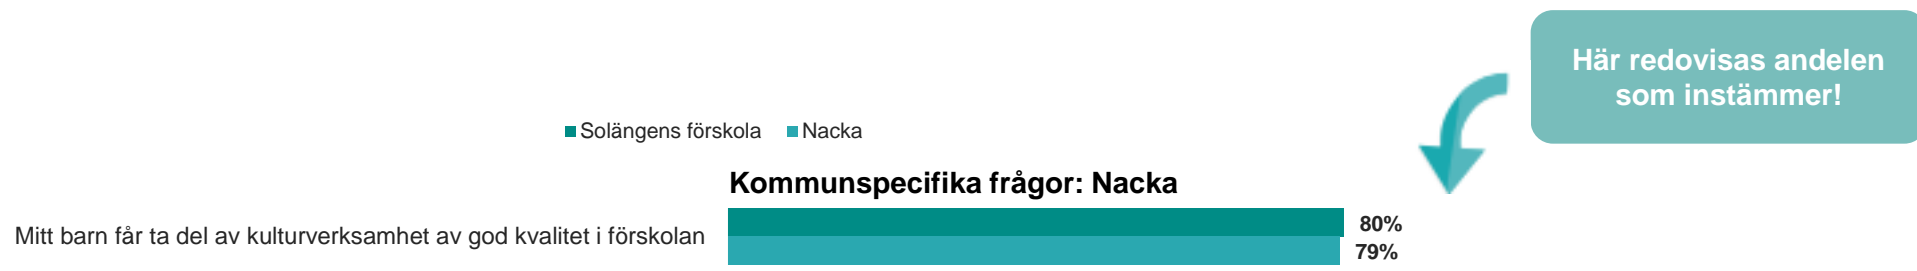 Här redovisas andelen
som instämmer!
Solängens förskola Nacka
Kommunspecifika frågor: Nacka
Mitt barn får ta del av kulturverksamhet av god kvalitet i förskolan
80%
79%